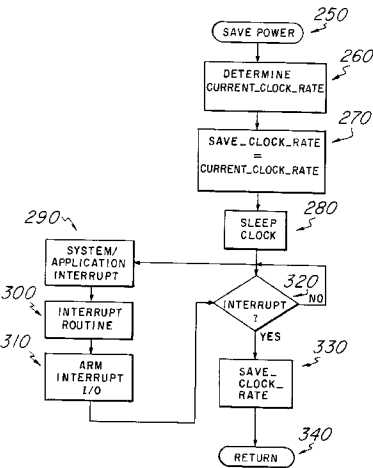 250
SAVE POWER
260
DETERMINE
CURRENT_CLOCK_RATE
270
SAVE_CLOCK_RATE
=
CURRENT_CLOCK_RATE
280
SLEEP
CLOCK
290
SYSTEM/
APPLICATION
INTERRUPT
300
INTERRUPT
ROUTINE
310
ARM
INTERRUPT
I/O
320
INTERRUPT
?
NO
YES
330
SAVE_
CLOCK_
RATE
340
RETURN